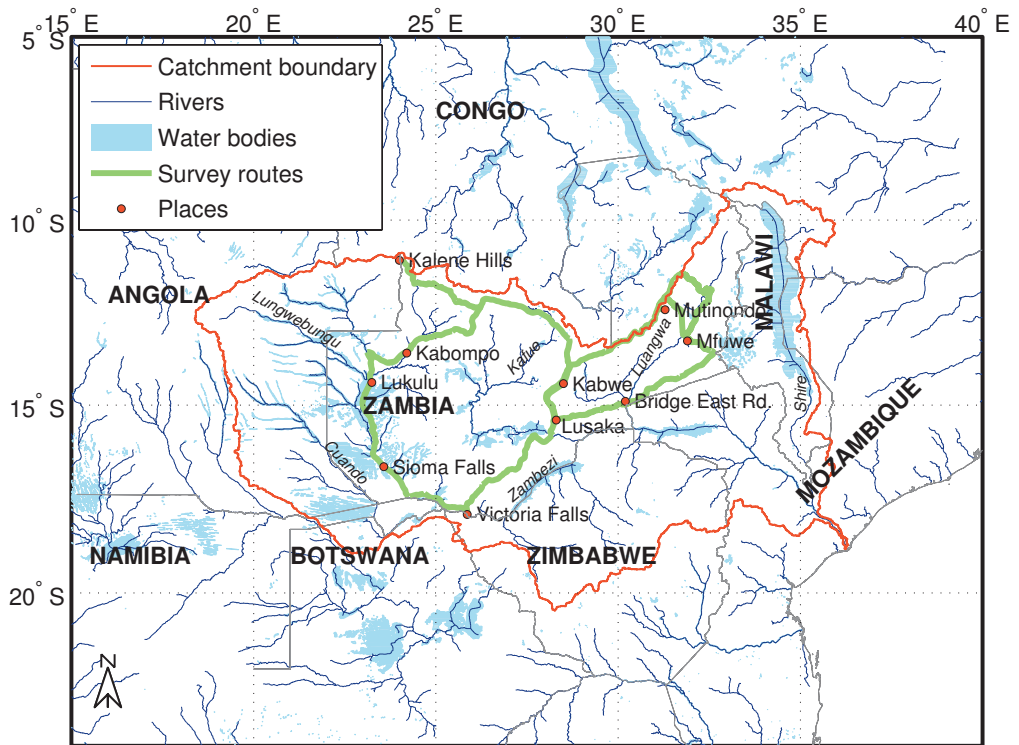 15° E
20° E
25° E
30° E
35° E
40° E
5° S
10° S
15° S
20° S
Catchment boundary
Rivers
Water bodies
Survey routes
Places
CONGO
Kalene Hills
ANGOLA
Lungwebungu
MALAWI
Mutinondo
Luangwa
Mfuwe
Kafue
Kabompo
Lukulu
Kabwe
ZAMBIA
Bridge East Rd.
Shire
Lusaka
MOZAMBIQUE
Cuando
Sioma Falls
Zambezi
Victoria Falls
NAMIBIA
BOTSWANA
ZIMBABWE
N